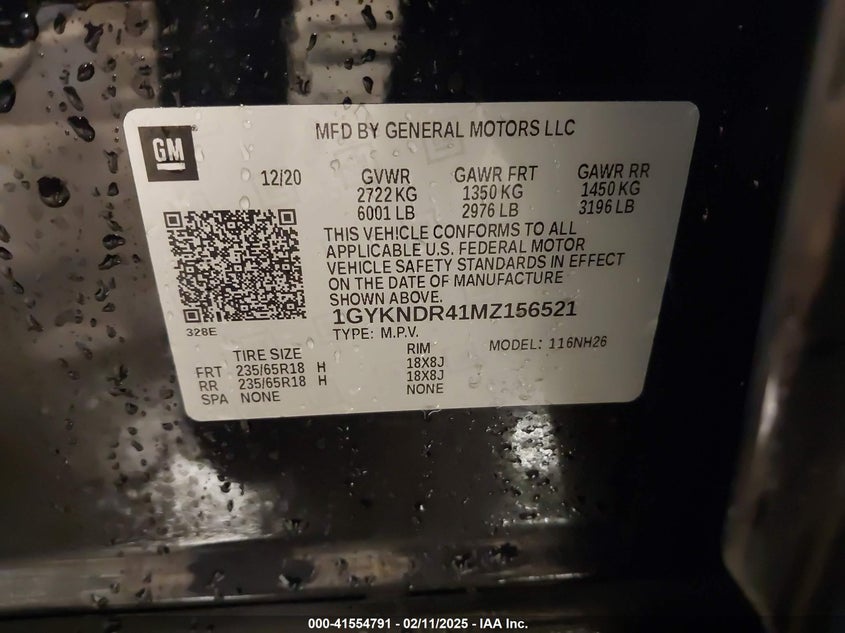 GM
MFD BY GENERAL MOTORS LLC
12/20
GVWR GAWR FRT GAWR RR
2722 KG 1350 KG 1450 KG
6001 LB 2976 LB 3196 LB
THIS VEHICLE CONFORMS TO ALL
APPLICABLE U.S. FEDERAL MOTOR
VEHICLE SAFETY STANDARDS IN EFFECT
ON THE DATE OF MANUFACTURE
SHOWN ABOVE.
1GYKNDR41MZ156521
328E
TYPE: M.P.V.
MODEL: 116NH26
TIRE SIZE RIM
FRT 235/65R18 H 18X8J
RR 235/65R18 H 18X8J
SPA NONE NONE
000-41554791 - 02/11/2025 - IAA Inc.